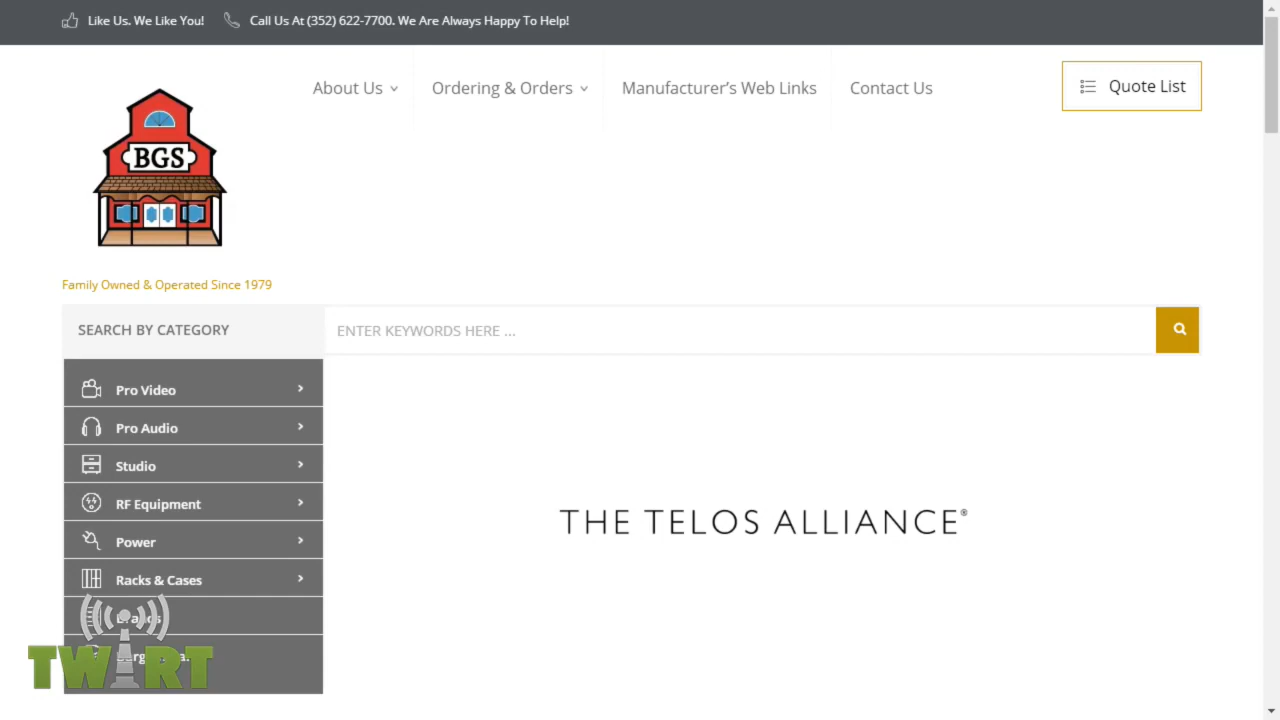 Like Us. We Like You!
Call Us At (352) 622-7700. We Are Always Happy To Help!
About Us
Ordering & Orders
Manufacturer’s Web Links
Contact Us
Quote List
BGS
Family Owned & Operated Since 1979
SEARCH BY CATEGORY
ENTER KEYWORDS HERE ...
Pro Video
Pro Audio
Studio
RF Equipment
Power
Racks & Cases
Brands
THE TELOS ALLIANCE®
TWiRT